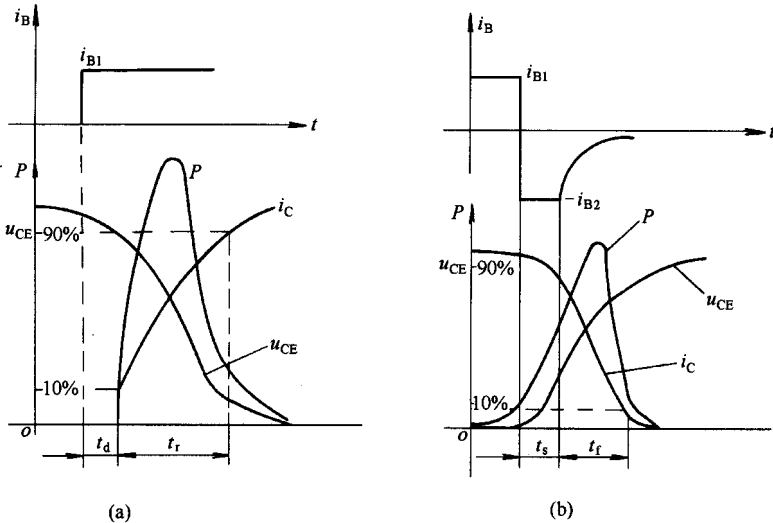 i_B
i_B1
t
P
P
i_C
u_CE
90%
u_CE
10%
o
t_d
t_r
(a)
i_B
i_B1
t
-i_B2
P
P
u_CE
90%
u_CE
i_C
10%
o
t_s
t_f
(b)